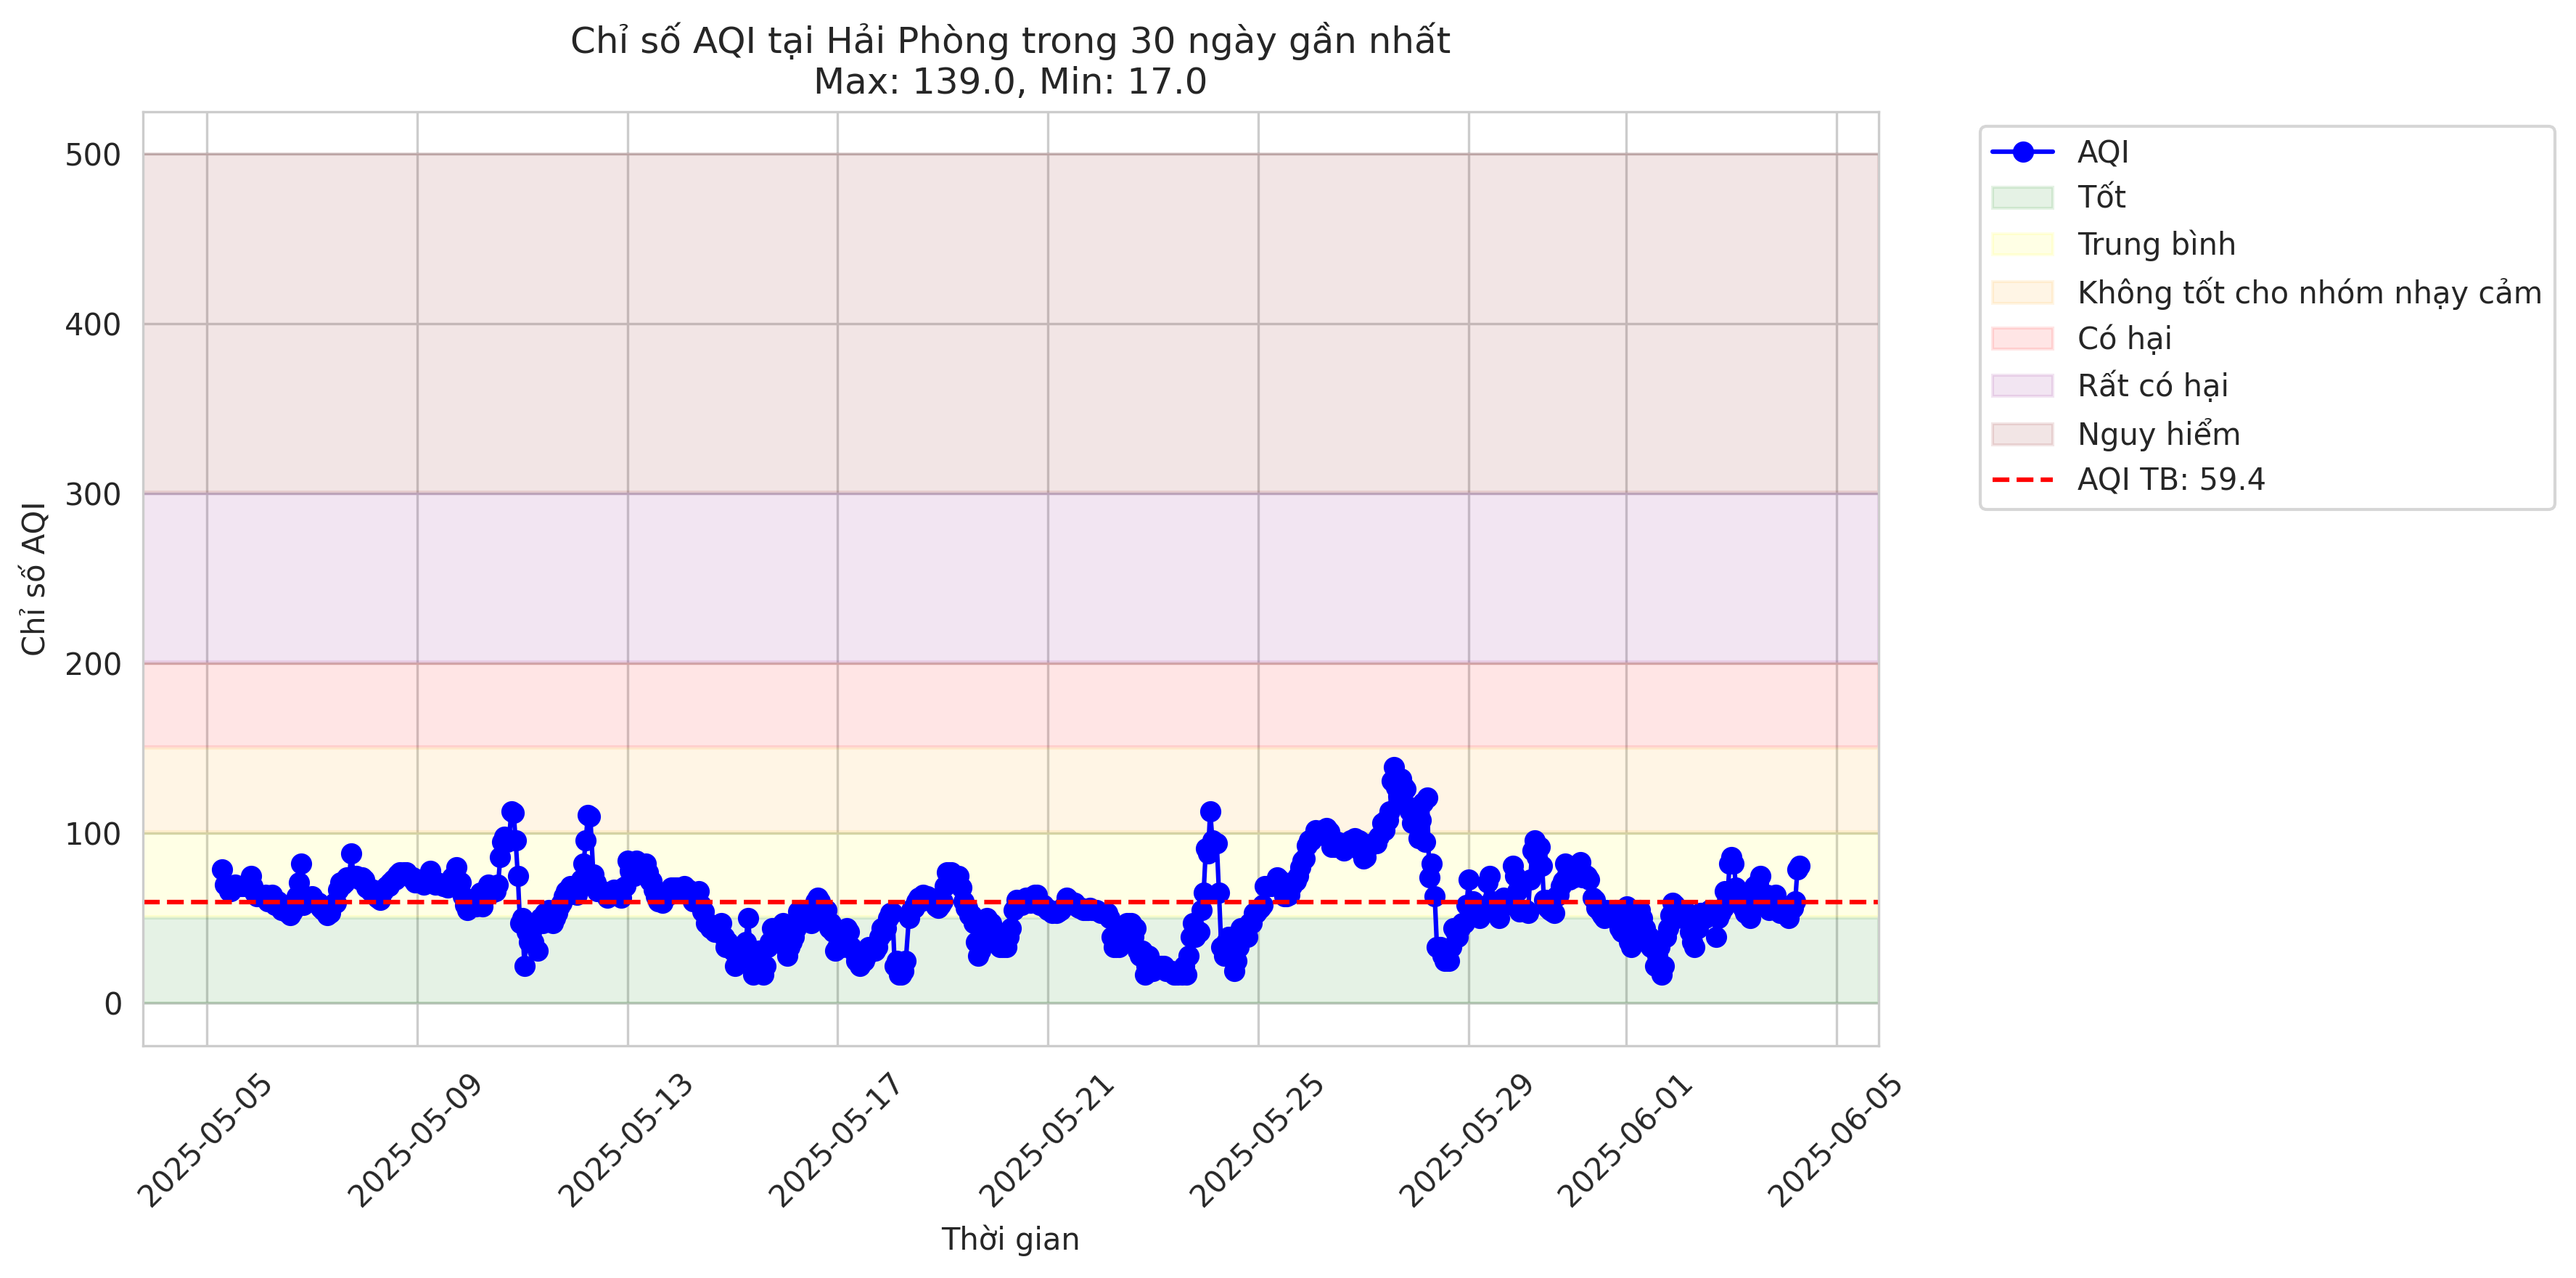 Chỉ số AQI tại Hải Phòng trong 30 ngày gần nhất
Max: 139.0, Min: 17.0
Chỉ số AQI
500
400
300
200
100
0
2025-05-05
2025-05-09
2025-05-13
2025-05-17
2025-05-21
2025-05-25
2025-05-29
2025-06-01
2025-06-05
Thời gian
AQI
Tốt
Trung bình
Không tốt cho nhóm nhạy cảm
Có hại
Rất có hại
Nguy hiểm
AQI TB: 59.4